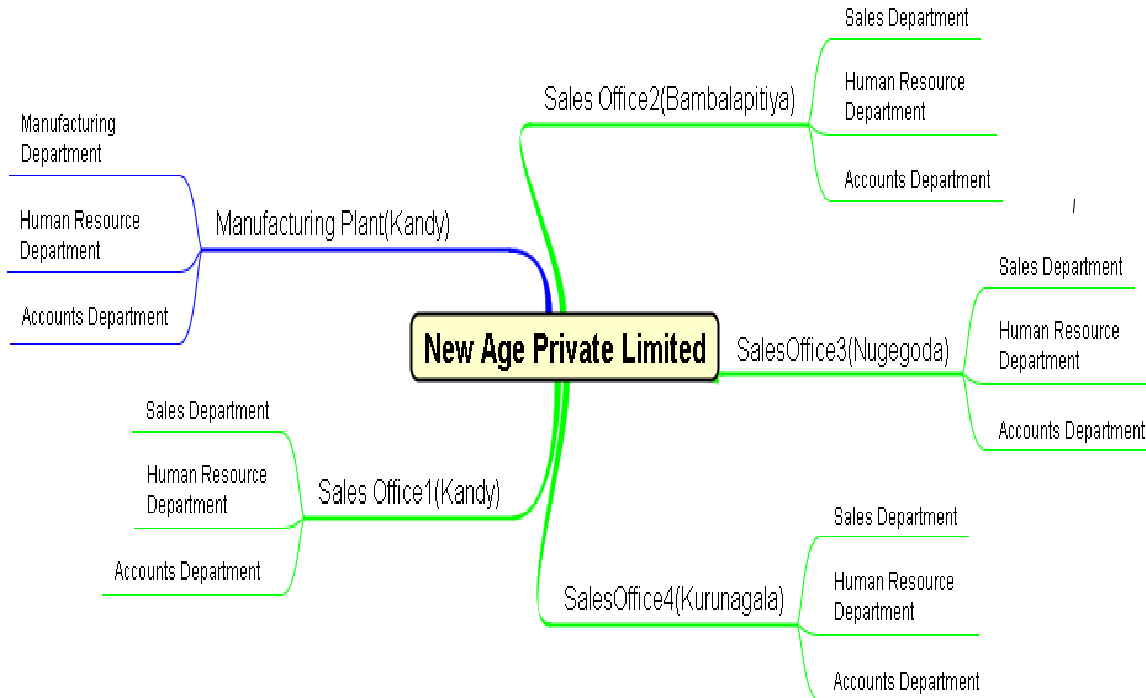 Manufacturing
Department
Human Resource
Department
Accounts Department
Manufacturing Plant(Kandy)
Sales Department
Human Resource
Department
Accounts Department
Sales Office1(Kandy)
New Age Private Limited
Sales Office2(Bambalapitiya)
Sales Department
Human Resource
Department
Accounts Department
SalesOffice3(Nugegoda)
Sales Department
Human Resource
Department
Accounts Department
SalesOffice4(Kurunagala)
Sales Department
Human Resource
Department
Accounts Department